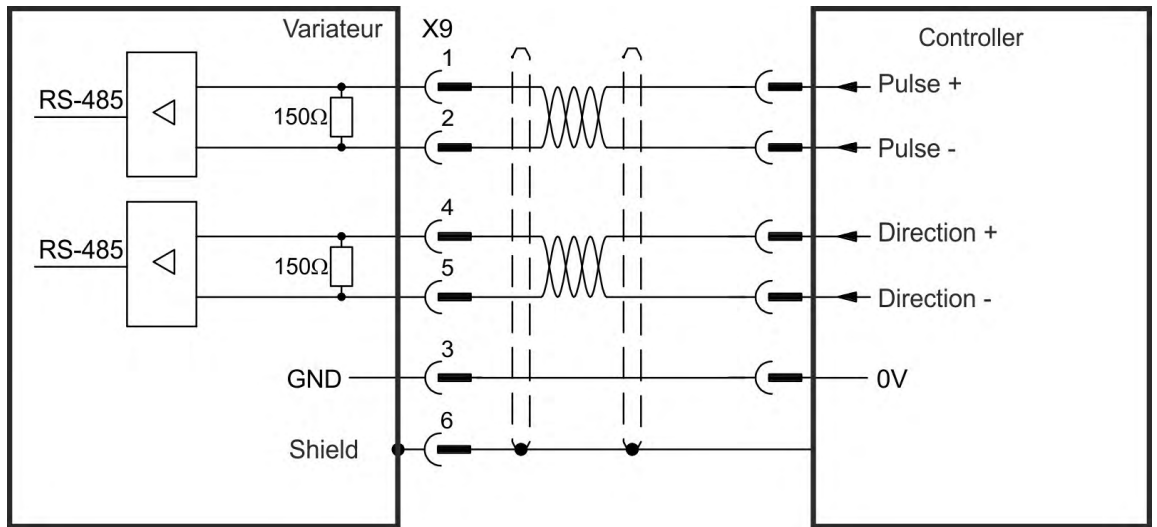 Variateur
X9
Controller
1
Pulse +
RS-485
150Ω
2
Pulse -
4
Direction +
RS-485
150Ω
5
Direction -
3
GND
0V
6
Shield